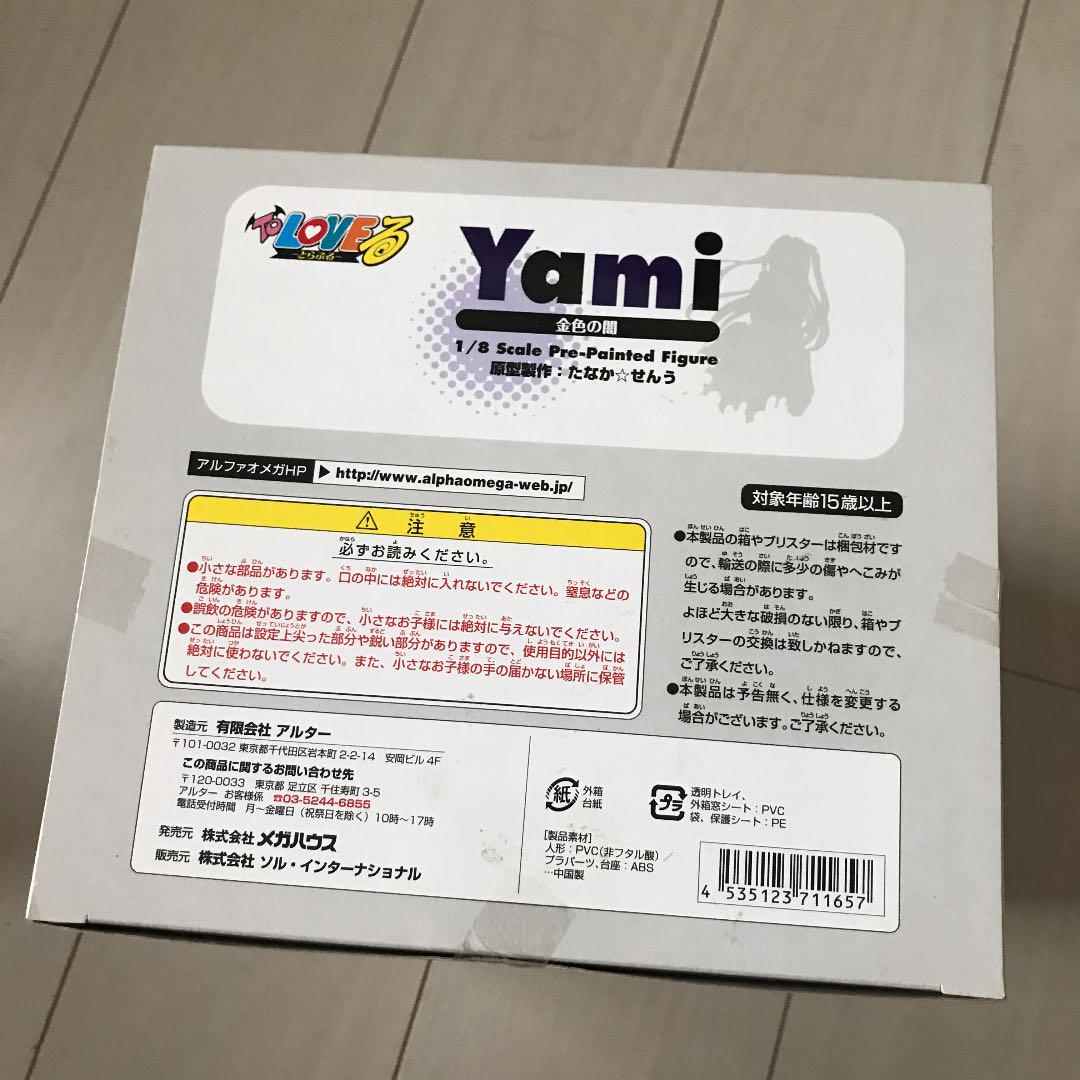 To LOVEる
～とらぶる～
Yami
金色の闇
1/8 Scale Pre-Painted Figure
原型製作：たなか☆せんう
アルファオメガHP ▶ http://www.alphaomega-web.jp/
対象年齢15歳以上
⚠ 注意
必ずお読みください。
●小さな部品があります。口の中には絶対に入れないでください。窒息などの
危険があります。
●誤飲の危険がありますので、小さなお子様には絶対に与えないでください。
●この商品は設定上尖った部分や鋭い部分がありますので、使用目的以外には
絶対に使わないでください。また、小さなお子様の手の届かない場所に保管
してください。
●本製品の箱やブリスターは梱包材です
ので、輸送の際に多少の傷やへこみが
生じる場合があります。
よほど大きな破損のない限り、箱やブ
リスターの交換は致しかねますので、
ご了承ください。
●本製品は予告無く、仕様を変更する
場合がございます。ご了承ください。
製造元 有限会社 アルター
〒101-0032 東京都千代田区岩本町2-2-14 安岡ビル4F
この商品に関するお問い合わせ先
〒120-0033 東京都 足立区 千住寿町3-5
アルター お客様係 ☎03-5244-6855
電話受付時間 月～金曜日（祝祭日を除く）10時～17時
発売元 株式会社 メガハウス
販売元 株式会社 ソル・インターナショナル
紙
外箱
台紙
プラ
透明トレイ、
外箱窓シート：PVC
袋、保護シート：PE
[製品素材]
人形：PVC(非フタル酸)／
プラパーツ、台座：ABS
…中国製
4 535123 711657